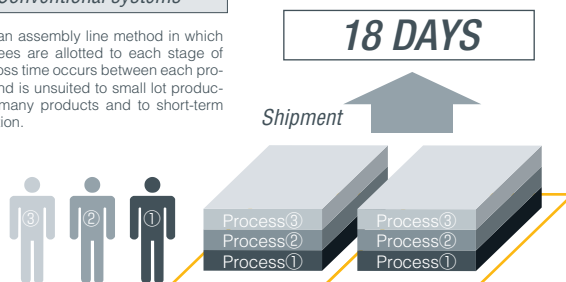 Conventional systems
an assembly line method in which
ees are allotted to each stage of
oss time occurs between each pro-
nd is unsuited to small lot produc-
many products and to short-term
ion.
18 DAYS
Shipment
③ ② ①
Process③ Process③
Process② Process②
Process① Process①